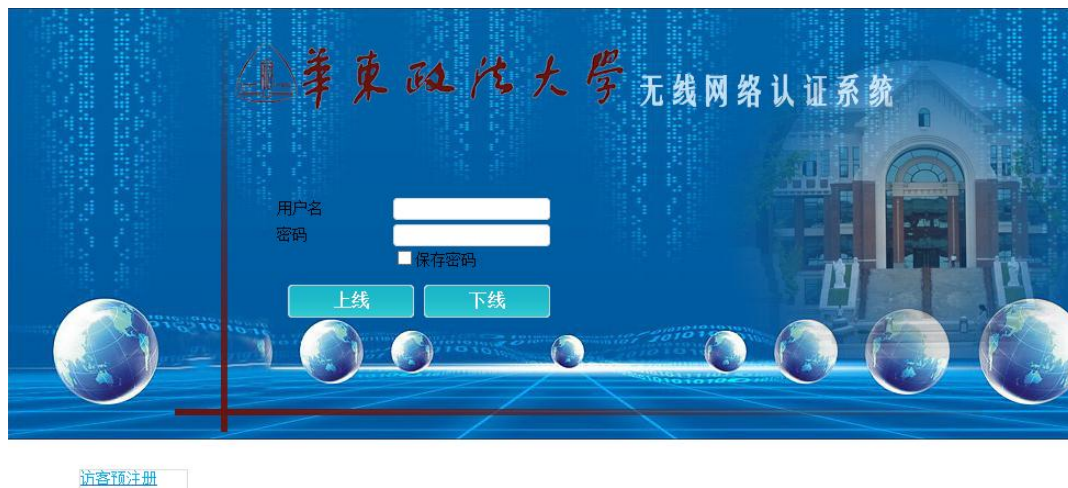 華東政法大學
无线网络认证系统
用户名
密码
保存密码
上线 下线
访客预注册